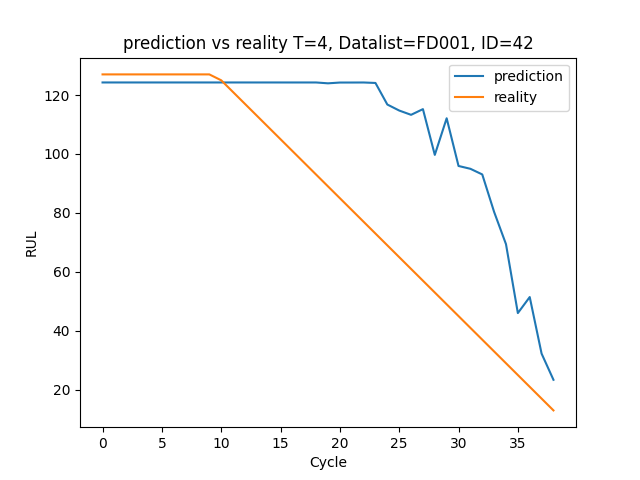 prediction vs reality T=4, Datalist=FD001, ID=42
prediction
reality
RUL
120
100
80
60
40
20
0 5 10 15 20 25 30 35
Cycle